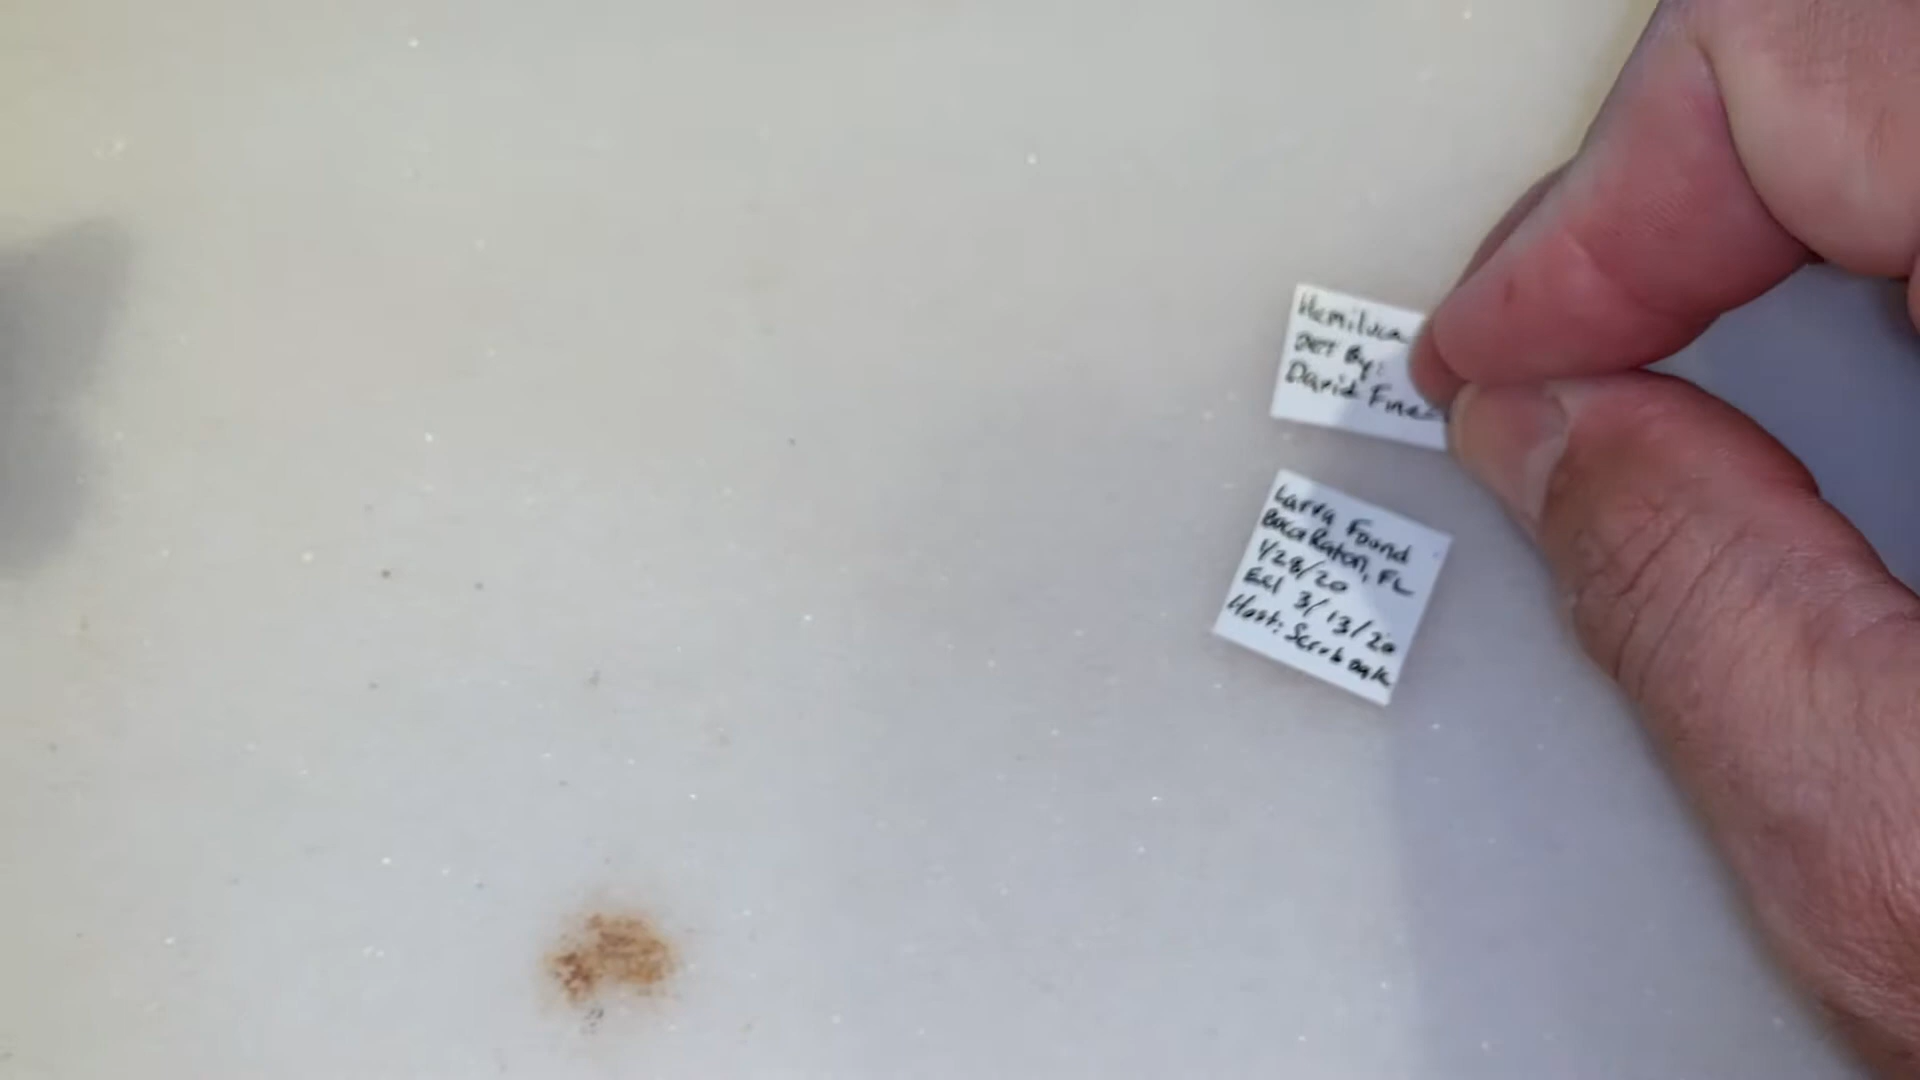 Hemiluca
DET By:
David Fine
Larva Found
Boca Raton, FL
1/28/20
Ecl 3/13/20
Host: Scrub oak